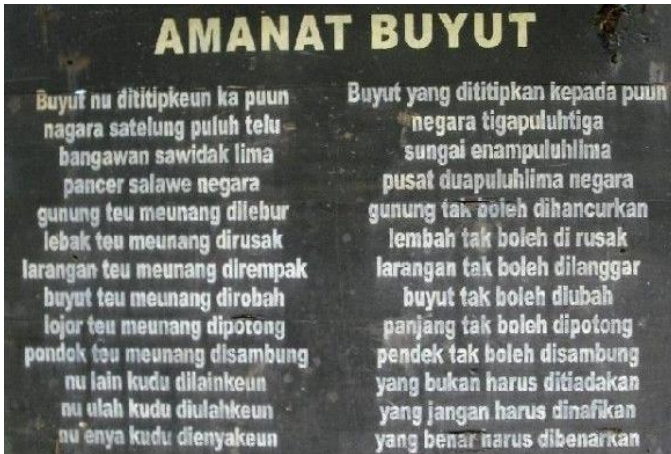 AMANAT BUYUT
Buyut nu dititipkeun ka puun
nagara satelung puluh telu
bangawan sawidak lima
pancer salawe negara
gunung teu meunang dilebur
lebak teu meunang dirusak
larangan teu meunang dirempak
buyut teu meunang dirobah
lojor teu meunang dipotong
pondok teu meunang disambung
nu lain kudu dilainkeun
nu ulah kudu diulahkeun
nu enya kudu dienyakeun
Buyut yang dititipkan kepada puun
negara tigapuluhtiga
sungai enampuluhlima
pusat duapuluhlima negara
gunung tak boleh dihancurkan
lembah tak boleh di rusak
larangan tak boleh dilanggar
buyut tak boleh diubah
panjang tak boleh dipotong
pendek tak boleh disambung
yang bukan harus ditiadakan
yang jangan harus dinafikan
yang benar harus dibenarkan